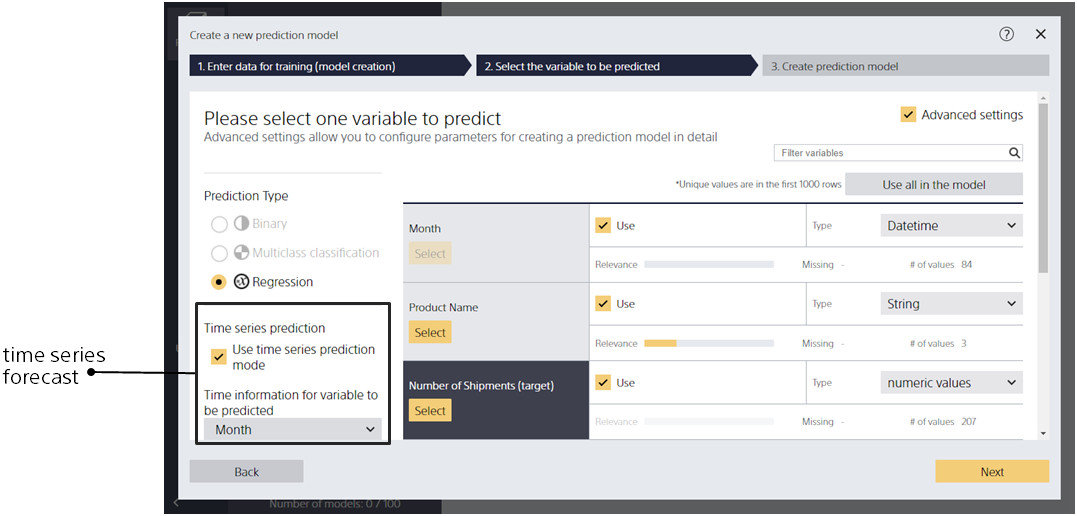 Create a new prediction model
1. Enter data for training (model creation)
2. Select the variable to be predicted
3. Create prediction model
Please select one variable to predict
Advanced settings allow you to configure parameters for creating a prediction model in detail
Advanced settings
Filter variables
*Unique values are in the first 1000 rows
Use all in the model
Prediction Type
Binary
Multiclass classification
Regression
Time series prediction
Use time series prediction
mode
Time information for variable to
be predicted
Month
time series
forecast
Month
Select
Use
Type
Datetime
Relevance
Missing -
# of values 84
Product Name
Select
Use
Type
String
Relevance
Missing -
# of values 3
Number of Shipments (target)
Select
Use
Type
numeric values
Relevance
Missing -
# of values 207
Back
Next
Number of models: 0 / 100